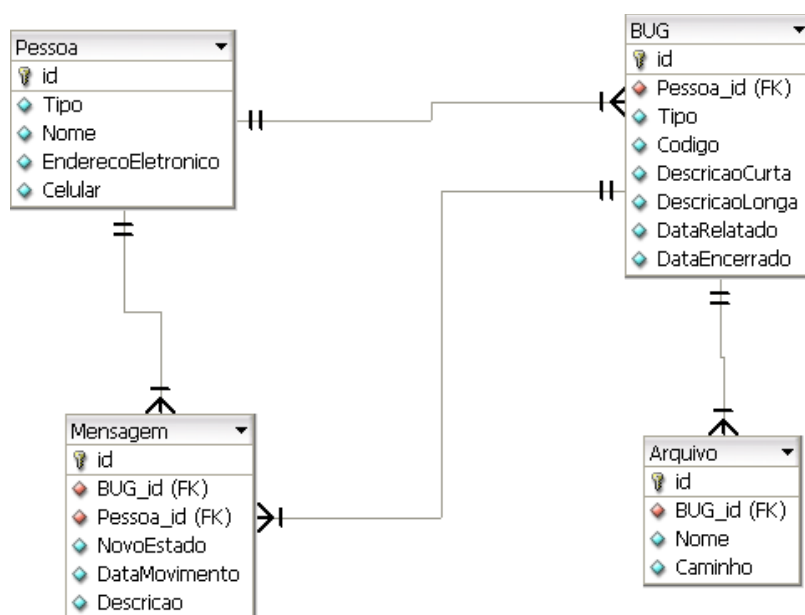 Pessoa
id
Tipo
Nome
EnderecoEletronico
Celular
BUG
id
Pessoa_id (FK)
Tipo
Codigo
DescricaoCurta
DescricaoLonga
DataRelatado
DataEncerrado
Mensagem
id
BUG_id (FK)
Pessoa_id (FK)
NovoEstado
DataMovimento
Descricao
Arquivo
id
BUG_id (FK)
Nome
Caminho